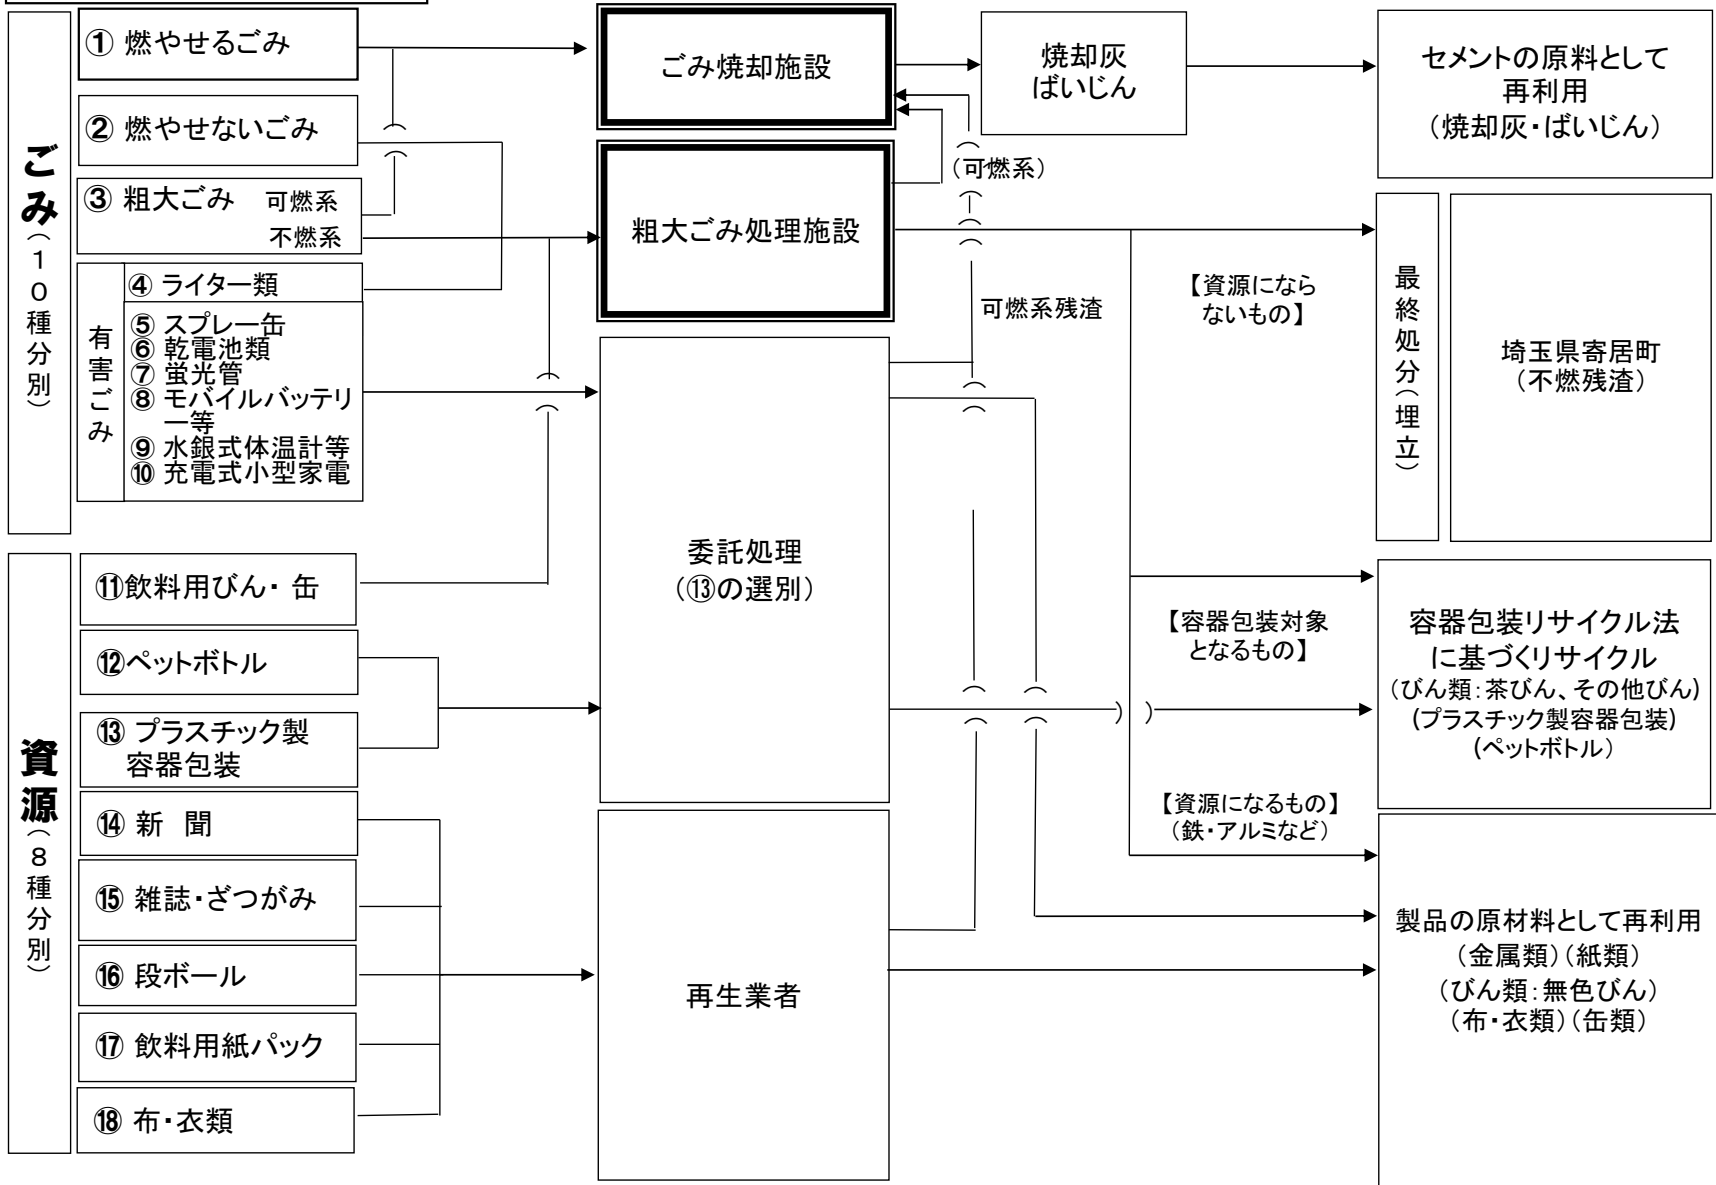 ごみ（１０種分別）
① 燃やせるごみ
② 燃やせないごみ
③ 粗大ごみ 可燃系
不燃系
有害ごみ
④ ライター類
⑤ スプレー缶
⑥ 乾電池類
⑦ 蛍光管
⑧ モバイルバッテリ
ー等
⑨ 水銀式体温計等
⑩ 充電式小型家電
資源（８種分別）
⑪飲料用びん・ 缶
⑫ペットボトル
⑬ プラスチック製
容器包装
⑭ 新 聞
⑮ 雑誌・ざつがみ
⑯ 段ボール
⑰ 飲料用紙パック
⑱ 布・衣類
ごみ焼却施設
粗大ごみ処理施設
委託処理
（⑬の選別）
再生業者
焼却灰
ばいじん
（可燃系）
可燃系残渣
【資源になら
ないもの】
【容器包装対象
となるもの】
【資源になるもの】
（鉄・アルミなど）
セメントの原料として
再利用
（焼却灰・ばいじん）
最終処分（埋立）
埼玉県寄居町
（不燃残渣）
容器包装リサイクル法
に基づくリサイクル
（びん類：茶びん、その他びん)
(プラスチック製容器包装)
(ペットボトル）
製品の原材料として再利用
（金属類）（紙類）
（びん類：無色びん）
（布・衣類）（缶類）